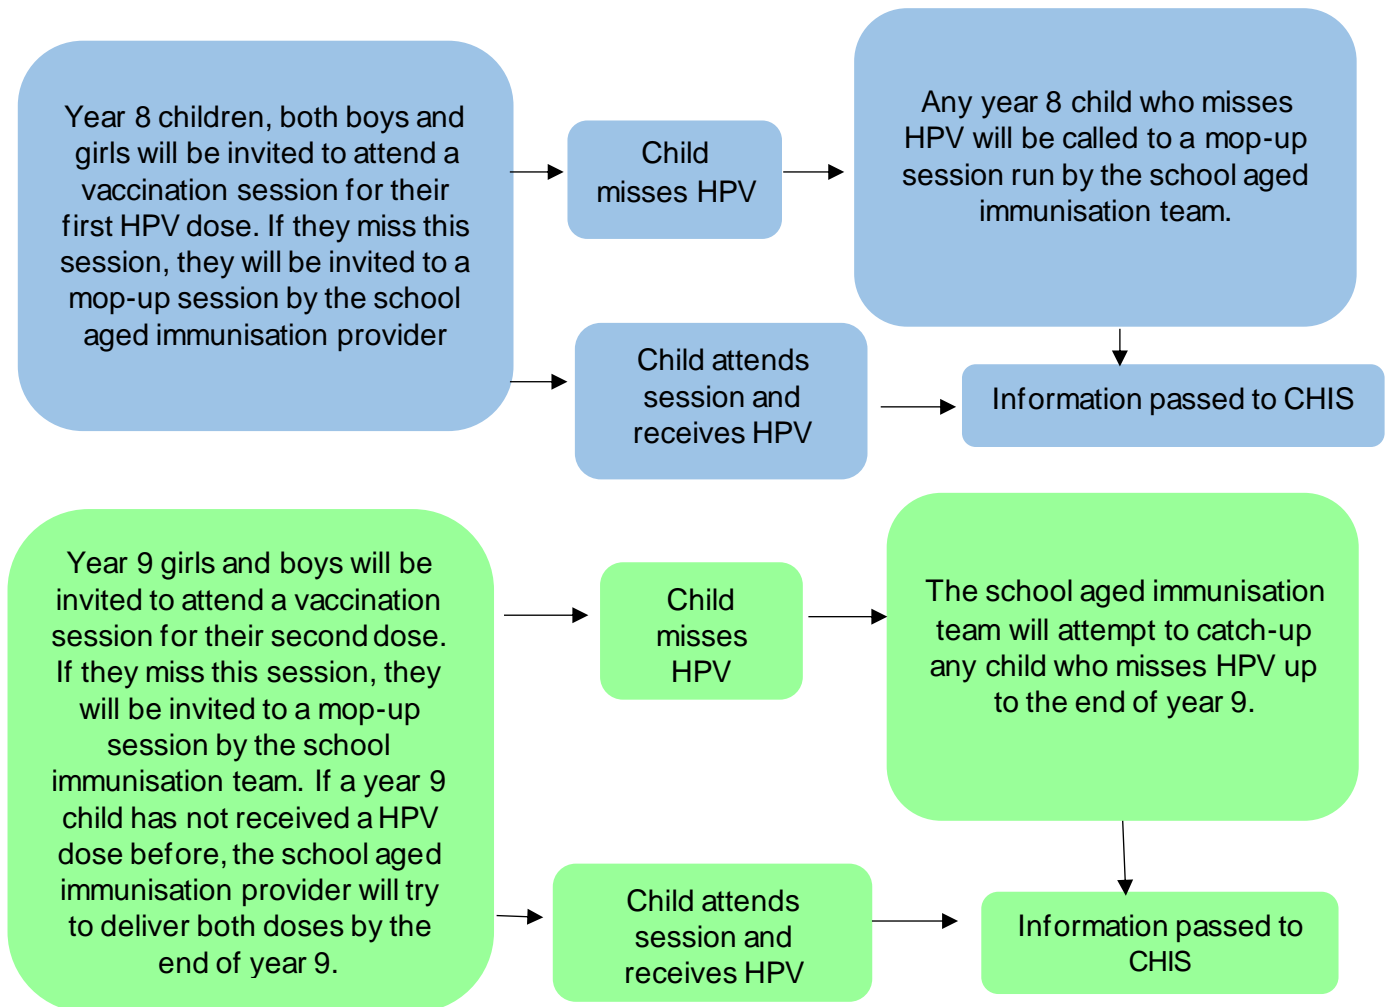 Year 8 children, both boys and
girls will be invited to attend a
vaccination session for their
first HPV dose. If they miss this
session, they will be invited to a
mop-up session by the school
aged immunisation provider
Child
misses HPV
Any year 8 child who misses
HPV will be called to a mop-up
session run by the school aged
immunisation team.
Child attends
session and
receives HPV
Information passed to CHIS
Year 9 girls and boys will be
invited to attend a vaccination
session for their second dose.
If they miss this session, they
will be invited to a mop-up
session by the school
immunisation team. If a year 9
child has not received a HPV
dose before, the school aged
immunisation provider will try
to deliver both doses by the
end of year 9.
Child
misses
HPV
The school aged immunisation
team will attempt to catch-up
any child who misses HPV up
to the end of year 9.
Child attends
session and
receives HPV
Information passed to
CHIS